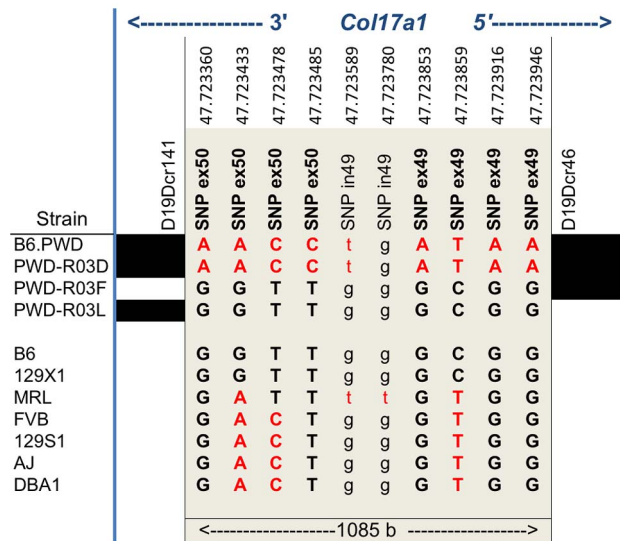 <---------- 3' Col17a1 5'---------->
47.723360 47.723433 47.723478 47.723485 47.723589 47.723780 47.723853 47.723859 47.723916 47.723946
Strain D19Dcr141 SNP ex50 SNP ex50 SNP ex50 SNP ex50 SNP in49 SNP in49 SNP ex49 SNP ex49 SNP ex49 SNP ex49 D19Dcr46
B6.PWD A A C C t g A T A A
PWD-R03D A A C C t g A T A A
PWD-R03F G G T T g g G C G G
PWD-R03L G G T T g g G C G G
B6 G G T T g g G C G G
129X1 G G T T g g G C G G
MRL G A T T t t G T G G
FVB G A C T g g G T G G
129S1 G A C T g g G T G G
AJ G A C T g g G T G G
DBA1 G A C T g g G T G G
<---------------1085 b --------------->